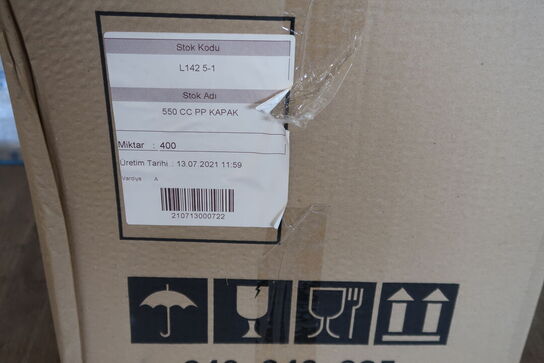 Stok Kodu
L142 5-1
Stok Adı
550 CC PP KAPAK
Miktar : 400
Üretim Tarihi : 13.07.2021 11:59
Vardiya A
210713000722